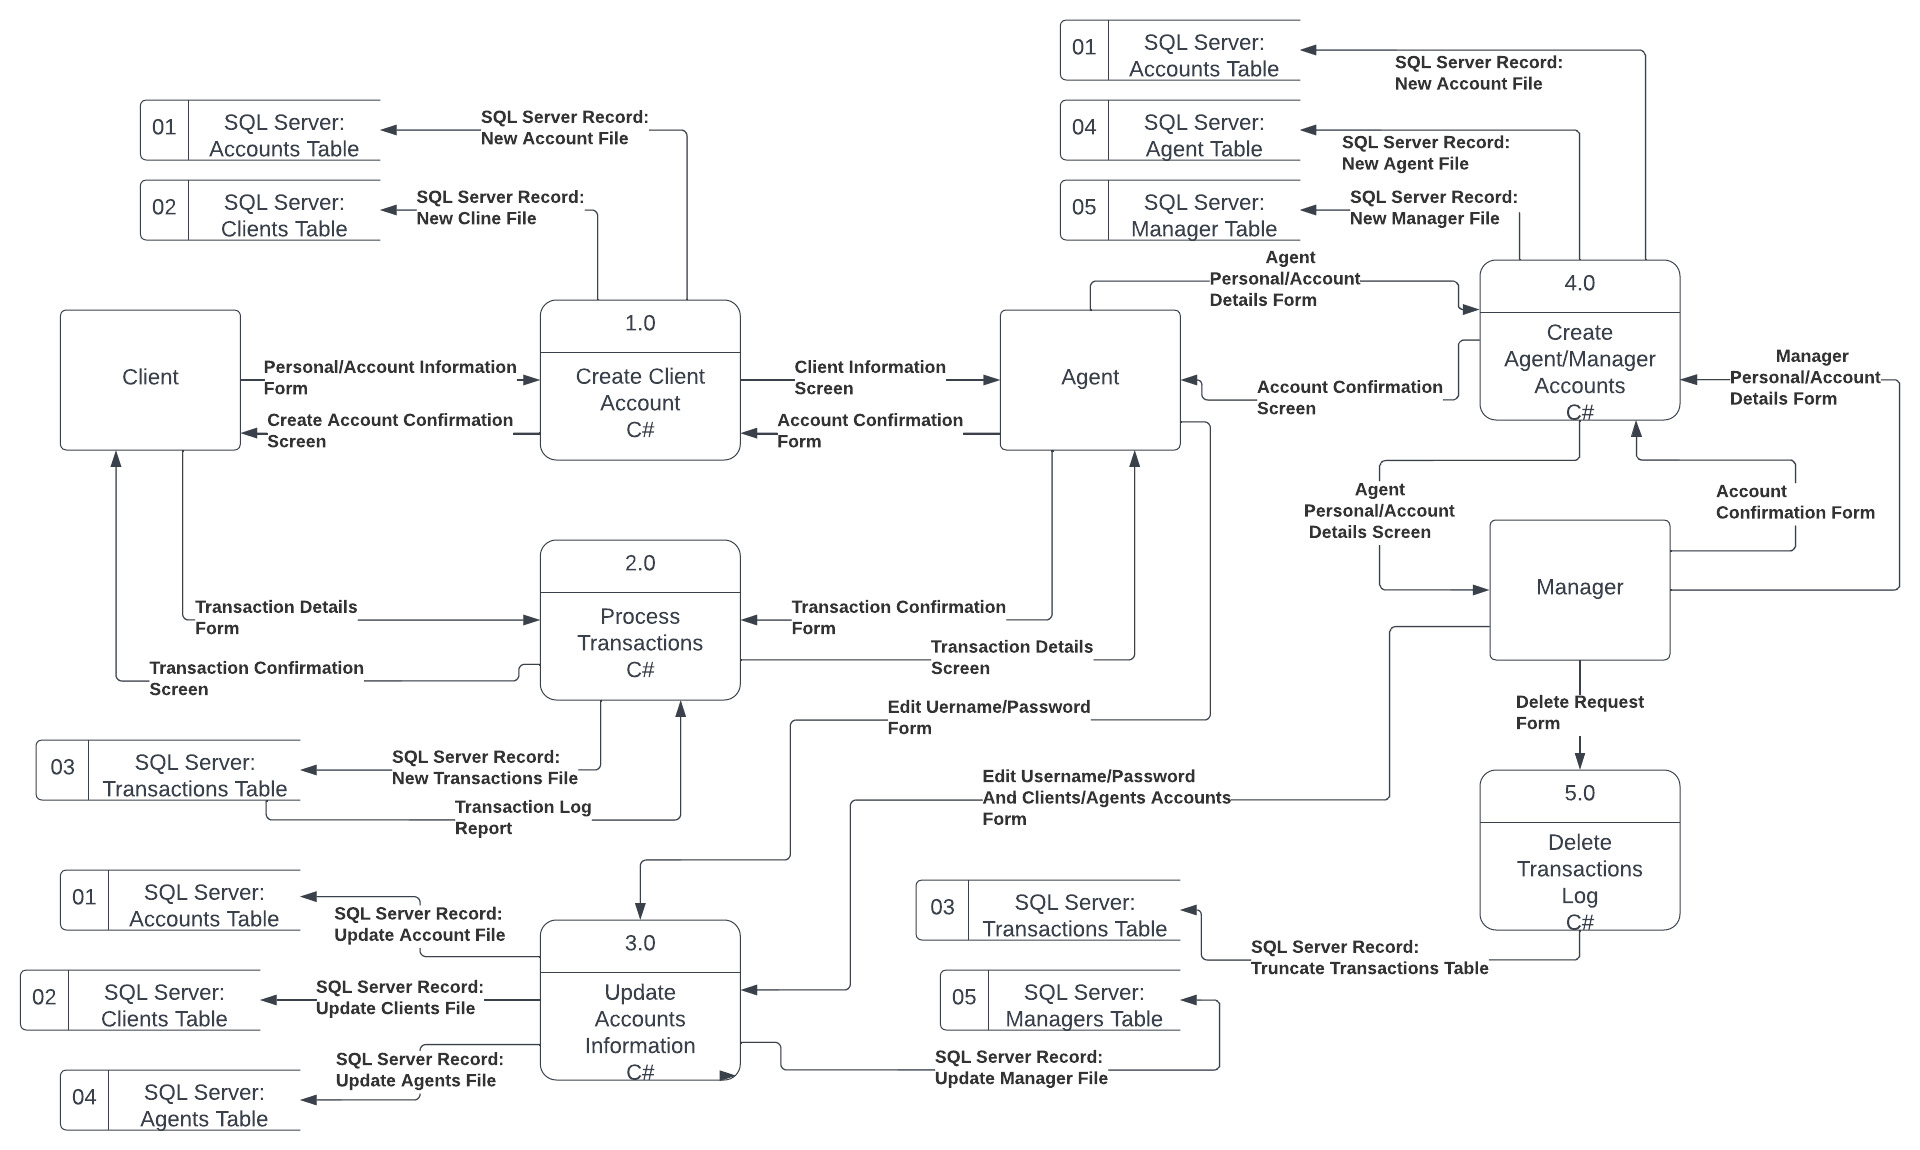 01
SQL Server:
Accounts Table
SQL Server Record:
New Account File
04
SQL Server:
Agent Table
SQL Server Record:
New Agent File
05
SQL Server:
Manager Table
SQL Server Record:
New Manager File
01
SQL Server:
Accounts Table
SQL Server Record:
New Account File
02
SQL Server:
Clients Table
SQL Server Record:
New Cline File
Client
Personal/Account Information
Form
Create Account Confirmation
Screen
1.0
Create Client
Account
C#
Client Information
Screen
Account Confirmation
Form
Agent
Agent
Personal/Account
Details Form
Account Confirmation
Screen
4.0
Create
Agent/Manager
Accounts
C#
Manager
Personal/Account
Details Form
Agent
Personal/Account
Details Screen
Account
Confirmation Form
Manager
Transaction Details
Form
Transaction Confirmation
Screen
2.0
Process
Transactions
C#
Transaction Confirmation
Form
Transaction Details
Screen
Edit Uername/Password
Form
Delete Request
Form
03
SQL Server:
Transactions Table
SQL Server Record:
New Transactions File
Transaction Log
Report
Edit Username/Password
And Clients/Agents Accounts
Form
5.0
Delete
Transactions
Log
C#
01
SQL Server:
Accounts Table
SQL Server Record:
Update Account File
02
SQL Server:
Clients Table
SQL Server Record:
Update Clients File
04
SQL Server:
Agents Table
SQL Server Record:
Update Agents File
3.0
Update
Accounts
Information
C#
03
SQL Server:
Transactions Table
SQL Server Record:
Truncate Transactions Table
05
SQL Server:
Managers Table
SQL Server Record:
Update Manager File